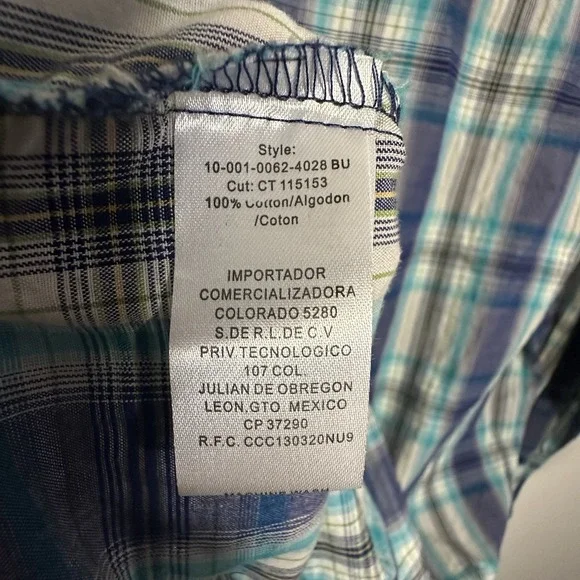 Style:
10-001-0062-4028 BU
Cut: CT 115153
100% Cotton/Algodon
/Coton
IMPORTADOR
COMERCIALIZADORA
COLORADO 5280
S.DE R.L.DE C.V
PRIV.TECNOLOGICO
107 COL.
JULIAN DE OBREGON
LEON.GTO. MEXICO
CP 37290
R.F.C. CCC130320NU9